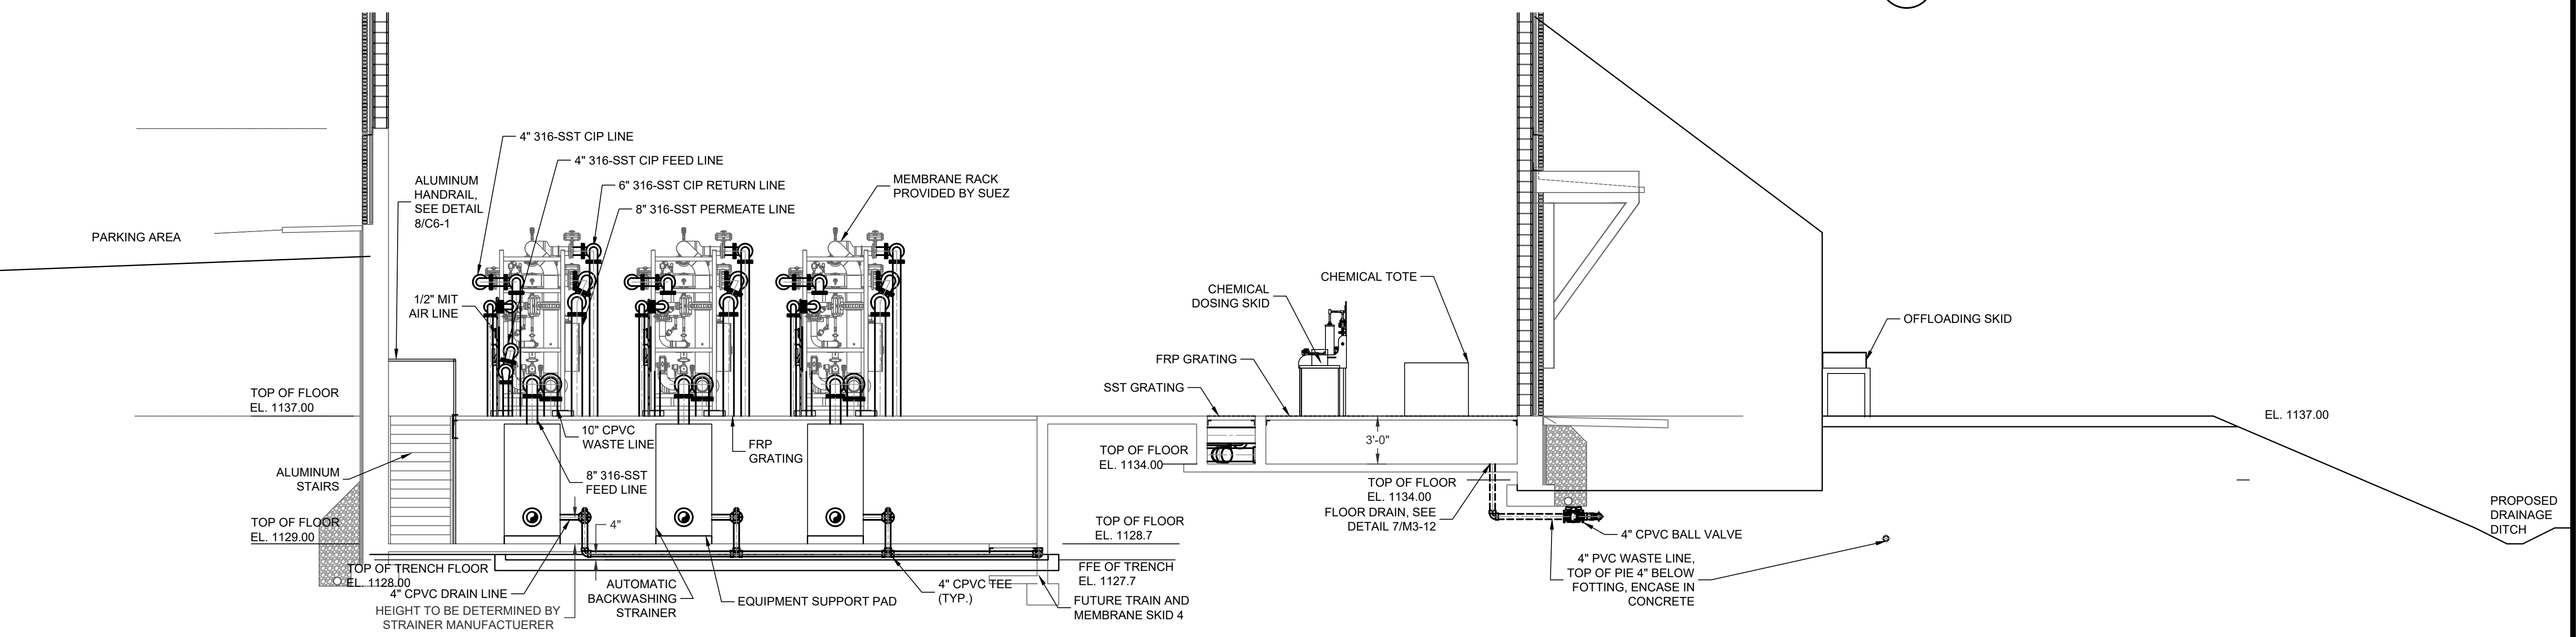 4" 316-SST CIP LINE
4" 316-SST CIP FEED LINE
6" 316-SST CIP RETURN LINE
8" 316-SST PERMEATE LINE
MEMBRANE RACK
PROVIDED BY SUEZ
ALUMINUM
HANDRAIL,
SEE DETAIL
8/C6-1
PARKING AREA
1/2" MIT
AIR LINE
CHEMICAL TOTE
CHEMICAL
DOSING SKID
OFFLOADING SKID
FRP GRATING
SST GRATING
TOP OF FLOOR
EL. 1137.00
EL. 1137.00
10" CPVC
WASTE LINE
FRP
GRATING
3'-0"
TOP OF FLOOR
EL. 1134.00
ALUMINUM
STAIRS
8" 316-SST
FEED LINE
TOP OF FLOOR
EL. 1134.00
FLOOR DRAIN, SEE
DETAIL 7/M3-12
PROPOSED
DRAINAGE
DITCH
TOP OF FLOOR
EL. 1129.00
4"
TOP OF FLOOR
EL. 1128.7
4" CPVC BALL VALVE
TOP OF TRENCH FLOOR
EL. 1128.00
FFE OF TRENCH
EL. 1127.7
4" PVC WASTE LINE,
TOP OF PIE 4" BELOW
FOTTING, ENCASE IN
CONCRETE
4" CPVC DRAIN LINE
HEIGHT TO BE DETERMINED BY
STRAINER MANUFACTUERER
AUTOMATIC
BACKWASHING
STRAINER
EQUIPMENT SUPPORT PAD
4" CPVC TEE
(TYP.)
FUTURE TRAIN AND
MEMBRANE SKID 4